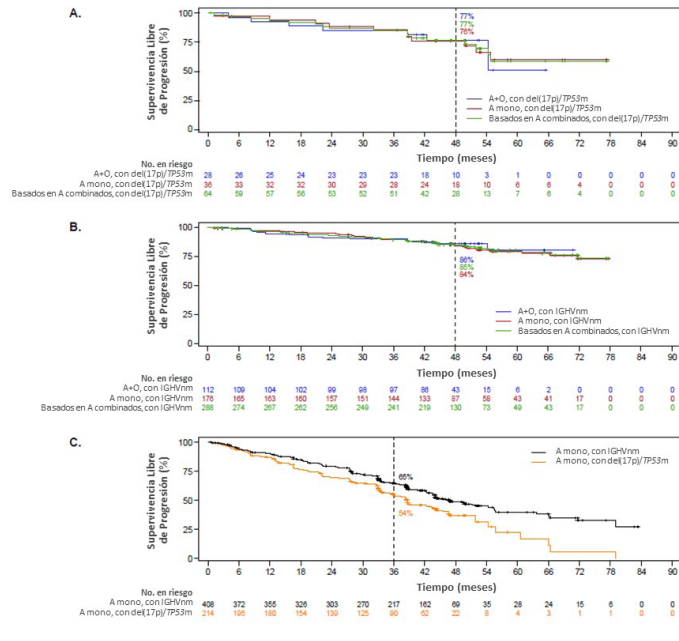 A.
Supervivencia Libre
de Progresión (%)
100
75
50
25
0
77%
77%
76%
A+O, con del(17p)/TP53m
A mono, con del(17p)/TP53m
Basados en A combinados, con del(17p)/TP53m
0 6 12 18 24 30 36 42 48 54 60 66 72 78 84 90
Tiempo (meses)
No. en riesgo
A+O, con del(17p)/TP53m 28 26 25 24 23 23 23 18 10 3 1 0 0 0 0 0
A mono, con del(17p)/TP53m 36 33 32 32 30 29 28 24 18 10 6 6 4 0 0 0
Basados en A combinados, con del(17p)/TP53m 64 59 57 56 53 52 51 42 28 13 7 6 4 0 0 0
B.
Supervivencia Libre
de Progresión (%)
100
75
50
25
0
86%
85%
84%
A+O, con IGHVnm
A mono, con IGHVnm
Basados en A combinados, con IGHVnm
0 6 12 18 24 30 36 42 48 54 60 66 72 78 84 90
Tiempo (meses)
No. en riesgo
A+O, con IGHVnm 112 109 104 102 99 98 97 86 43 15 6 2 0 0 0 0
A mono, con IGHVnm 176 165 163 160 157 151 144 133 87 58 43 41 17 0 0 0
Basados en A combinados, con IGHVnm 288 274 267 262 256 249 241 219 130 73 49 43 17 0 0 0
C.
Supervivencia Libre
de Progresión (%)
100
75
50
25
0
A mono, con IGHVnm
A mono, con del(17p)/TP53m
54%
0 6 12 18 24 30 36 42 48 54 60 66 72 78 84 90
Tiempo (meses)
No. en riesgo
A mono, con IGHVnm 408 372 355 326 303 270 217 162 69 35 28 24 15 6 0 0
A mono, con del(17p)/TP53m 214 195 180 154 139 125 90 62 22 8 4 3 1 1 0 0